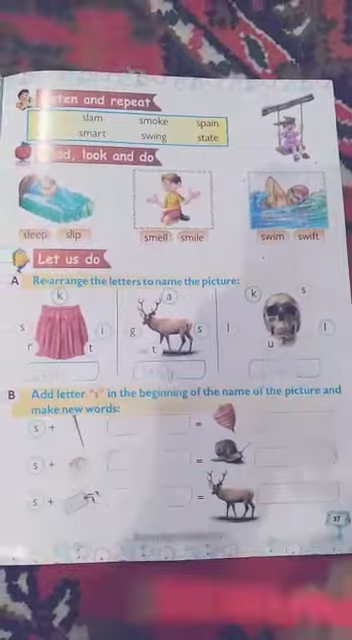 Listen and repeat
slam smoke spain
smart swing state
Read, look and do
sleep slip smell smile swim swift
Let us do
A Re-arrange the letters to name the picture:
k a k s
s i g s l l
r t t u
B Add letter "s" in the beginning of the name of the picture and
make new words:
s + =
s + =
s + =
37